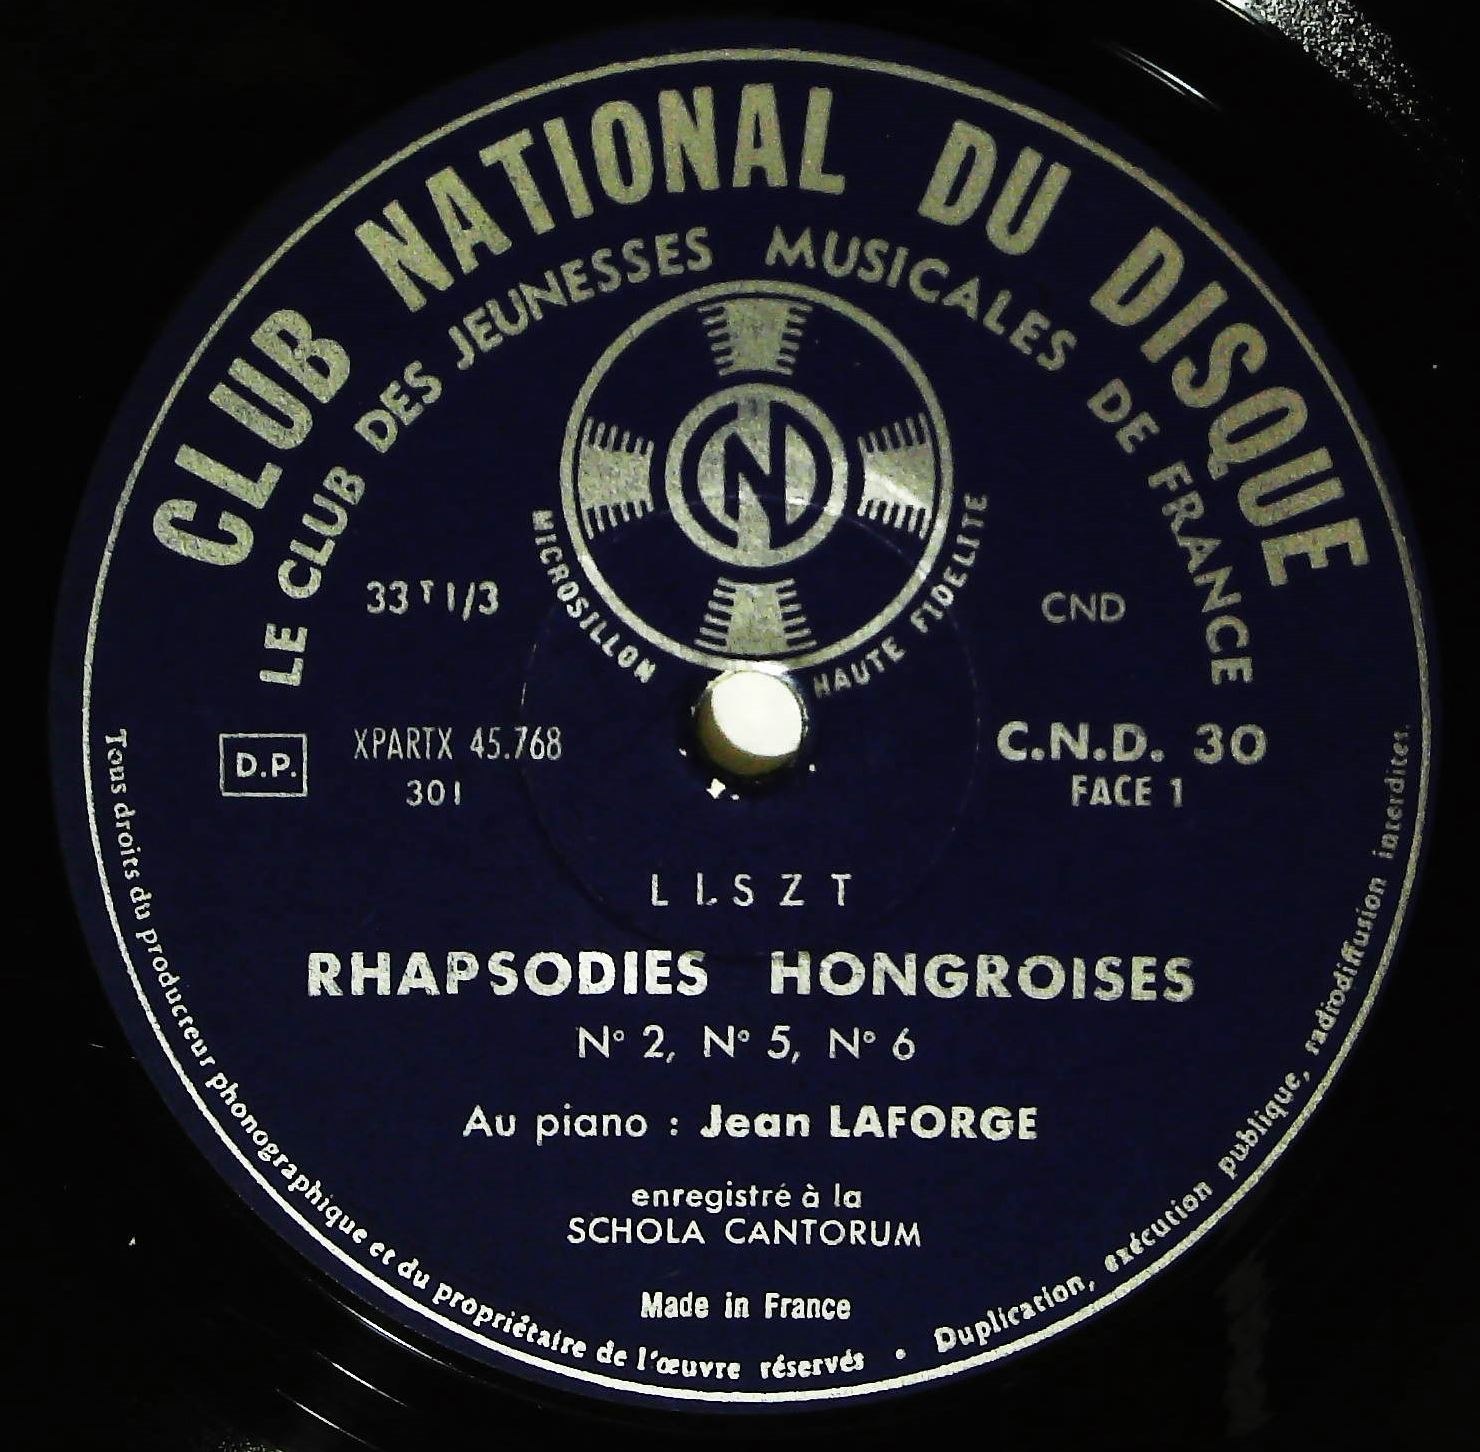 CLUB NATIONAL DU DISQUE
LE CLUB DES JEUNESSES MUSICALES DE FRANCE
N
MICROSILLON HAUTE FIDELITE
33 T 1/3
CND
D.P.
XPARTX 45.768
301
C.N.D. 30
FACE 1
LISZT
RHAPSODIES HONGROISES
N° 2, N° 5, N° 6
Au piano : Jean LAFORGE
enregistré à la
SCHOLA CANTORUM
Made in France
Tous droits du producteur phonographique et du propriétaire de l'œuvre réservés • Duplication, exécution publique, radiodiffusion interdites.